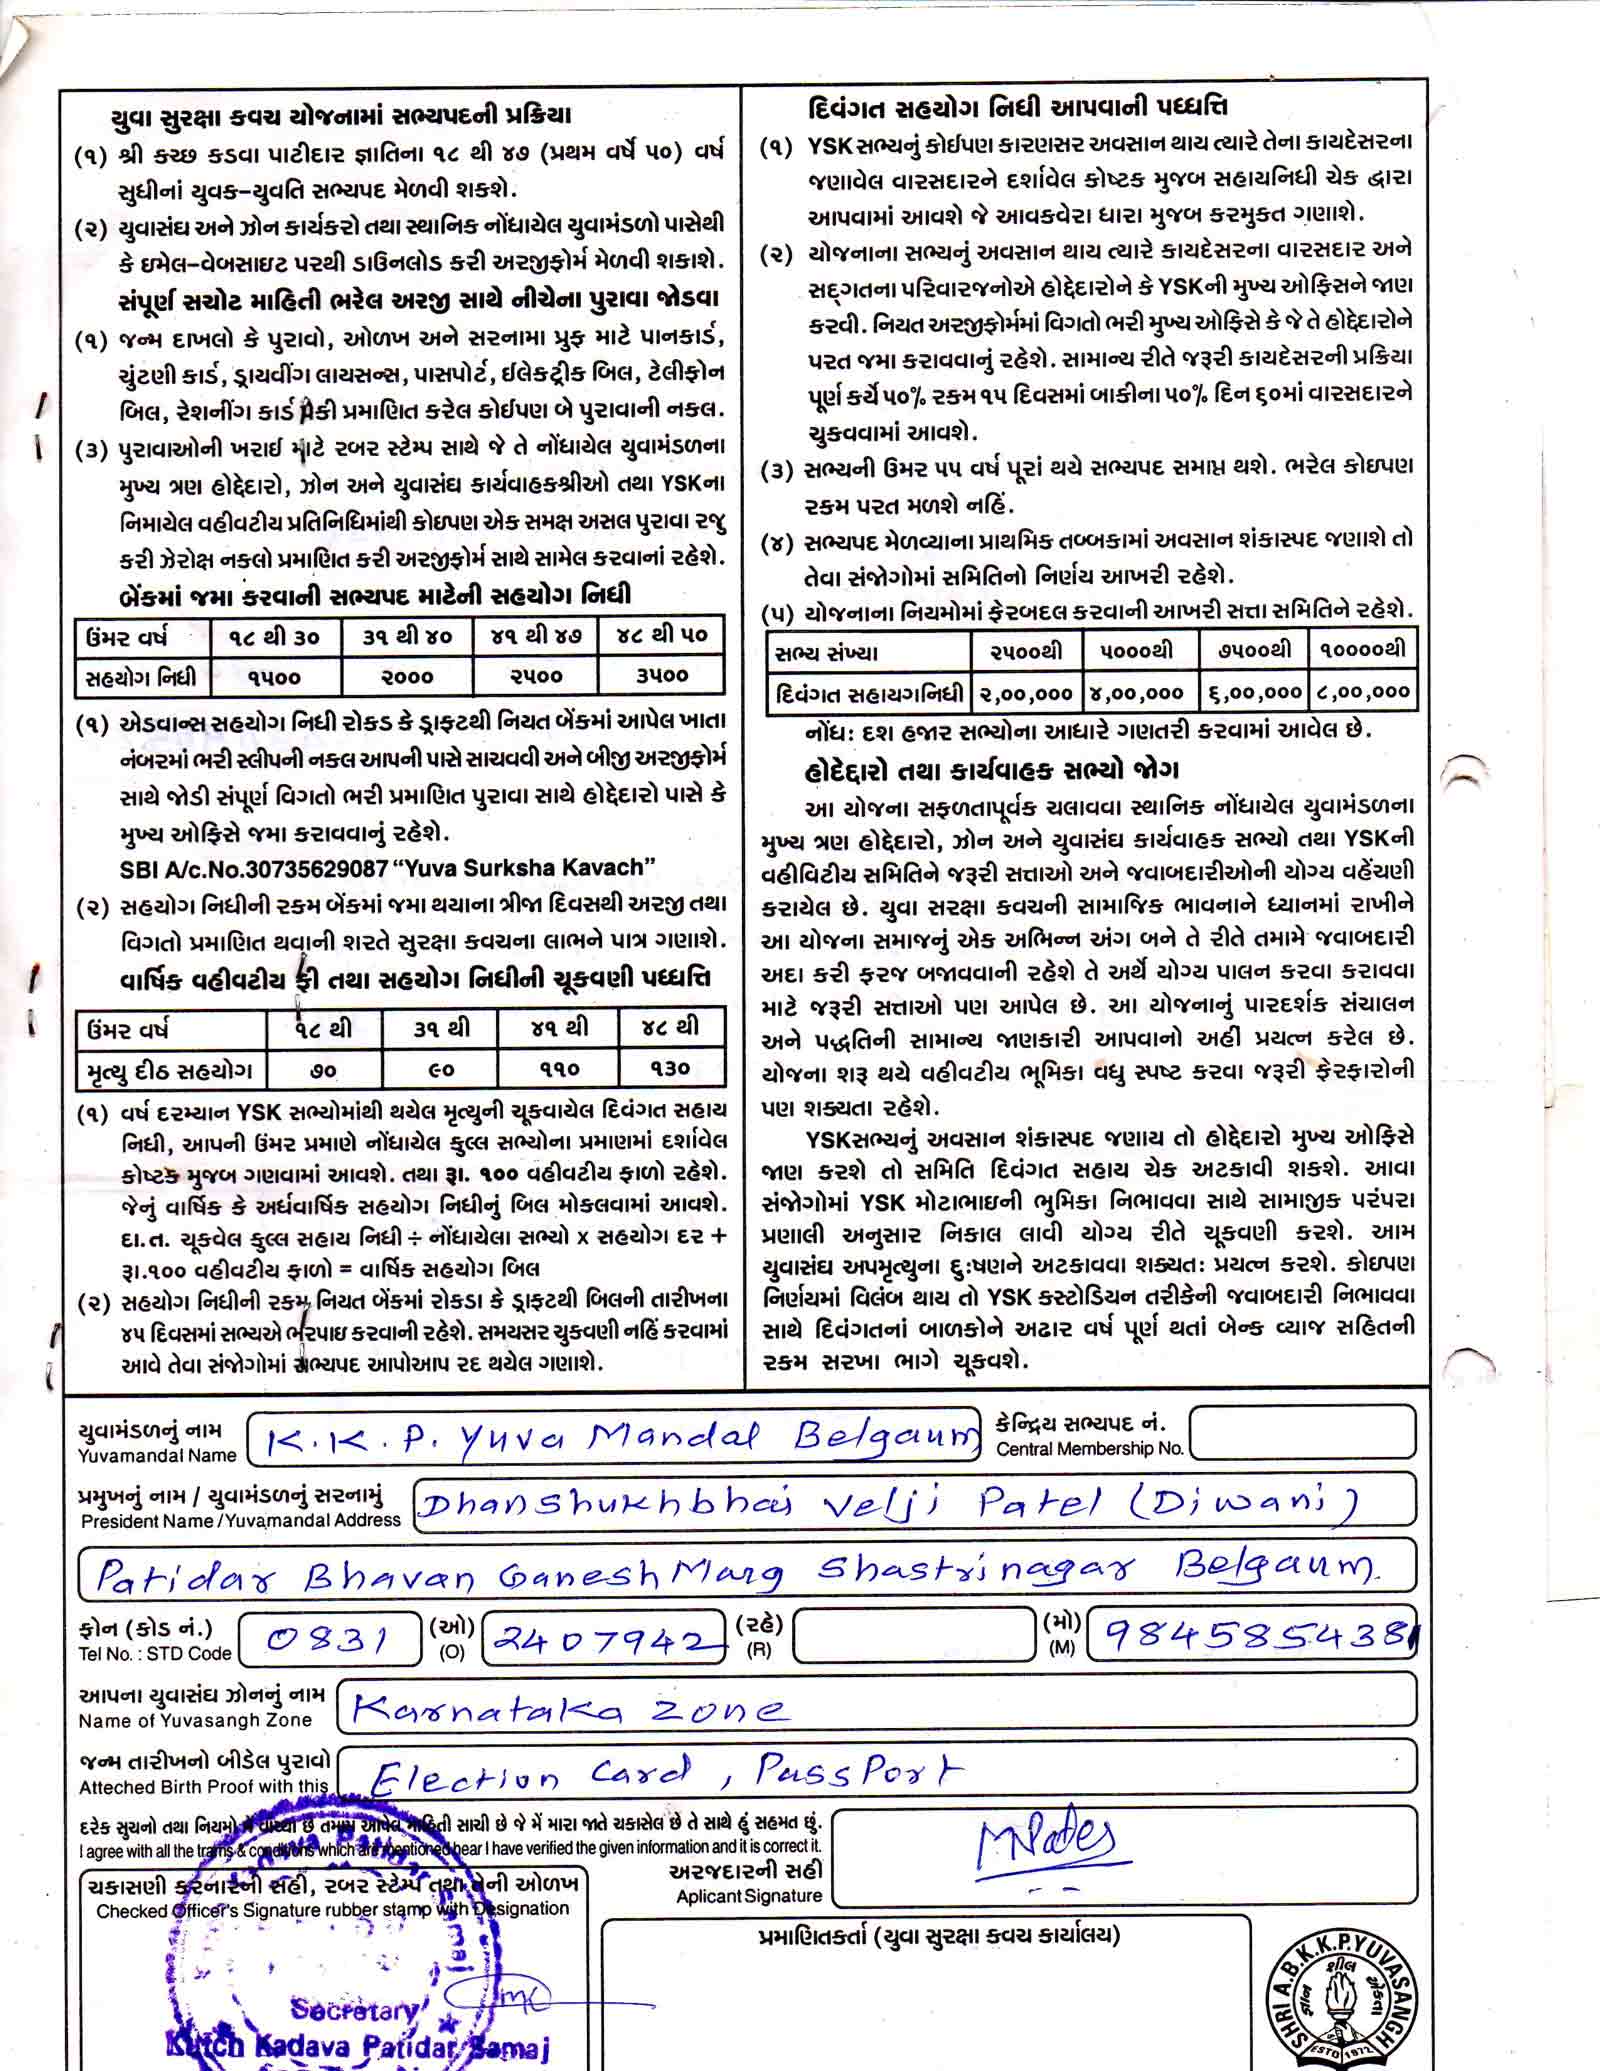 યુવા સુરક્ષા કવચ યોજનામાં સભ્યપદની પ્રક્રિયા
(૧) શ્રી કચ્છ કડવા પાટીદાર જ્ઞાતિના ૧૮ થી ૪૭ (પ્રથમ વર્ષે ૫૦) વર્ષ
સુધીનાં યુવક-યુવતિ સભ્યપદ મેળવી શકશે.
(૨) યુવાસંઘ અને ઝોન કાર્યકરો તથા સ્થાનિક નોંધાયેલ યુવામંડળો પાસેથી
કે ઇમેલ-વેબસાઇટ પરથી ડાઉનલોડ કરી અરજીફોર્મ મેળવી શકાશે.
સંપૂર્ણ સચોટ માહિતી ભરેલ અરજી સાથે નીચેના પુરાવા જોડવા
(૧) જન્મ દાખલો કે પુરાવો, ઓળખ અને સરનામા પ્રુફ માટે પાનકાર્ડ,
ચુંટણી કાર્ડ, ડ્રાયવીંગ લાયસન્સ, પાસપોર્ટ, ઈલેકટ્રીક બિલ, ટેલીફોન
બિલ, રેશનીંગ કાર્ડ પૈકી પ્રમાણિત કરેલ કોઈપણ બે પુરાવાની નકલ.
(૩) પુરાવાઓની ખરાઈ માટે રબર સ્ટેમ્પ સાથે જે તે નોંધાયેલ યુવામંડળના
મુખ્ય ત્રણ હોદ્દેદારો, ઝોન અને યુવાસંઘ કાર્યવાહકશ્રીઓ તથા YSKના
નિમાયેલ વહીવટીય પ્રતિનિધિમાંથી કોઇપણ એક સમક્ષ અસલ પુરાવા રજુ
કરી ઝેરોક્ષ નકલો પ્રમાણિત કરી અરજીફોર્મ સાથે સામેલ કરવાનાં રહેશે.
બેંકમાં જમા કરવાની સભ્યપદ માટેની સહયોગ નિધી
ઉંમર વર્ષ ૧૮ થી ૩૦ ૩૧ થી ૪૦ ૪૧ થી ૪૭ ૪૮ થી ૫૦
સહયોગ નિધી ૧૫૦૦ ૨૦૦૦ ૨૫૦૦ ૩૫૦૦
(૧) એડવાન્સ સહયોગ નિધી રોકડ કે ડ્રાફટથી નિયત બેંકમાં આપેલ ખાતા
નંબરમાં ભરી સ્લીપની નકલ આપની પાસે સાચવવી અને બીજી અરજીફોર્મ
સાથે જોડી સંપૂર્ણ વિગતો ભરી પ્રમાણિત પુરાવા સાથે હોદ્દેદારો પાસે કે
મુખ્ય ઓફિસે જમા કરાવવાનું રહેશે.
SBI A/c.No.30735629087 “Yuva Surksha Kavach”
(૨) સહયોગ નિધીની રકમ બેંકમાં જમા થયાના ત્રીજા દિવસથી અરજી તથા
વિગતો પ્રમાણિત થવાની શરતે સુરક્ષા કવચના લાભને પાત્ર ગણાશે.
વાર્ષિક વહીવટીય ફી તથા સહયોગ નિધીની ચૂકવણી પધ્ધત્તિ
ઉંમર વર્ષ ૧૮ થી ૩૧ થી ૪૧ થી ૪૮ થી
મૃત્યુ દીઠ સહયોગ ૭૦ ૯૦ ૧૧૦ ૧૩૦
(૧) વર્ષ દરમ્યાન YSK સભ્યોમાંથી થયેલ મૃત્યુની ચૂકવાયેલ દિવંગત સહાય
નિધી, આપની ઉંમર પ્રમાણે નોંધાયેલ કુલ્લ સભ્યોના પ્રમાણમાં દર્શાવેલ
કોષ્ટક મુજબ ગણવામાં આવશે. તથા રૂા. ૧૦૦ વહીવટીય ફાળો રહેશે.
જેનું વાર્ષિક કે અર્ધવાર્ષિક સહયોગ નિધીનું બિલ મોકલવામાં આવશે.
દા.ત. ચૂકવેલ કુલ્લ સહાય નિધી ÷ નોંધાયેલા સભ્યો x સહયોગ દર +
રૂા.૧૦૦ વહીવટીય ફાળો = વાર્ષિક સહયોગ બિલ
(૨) સહયોગ નિધીની રકમ નિયત બેંકમાં રોકડા કે ડ્રાફટથી બિલની તારીખના
૪૫ દિવસમાં સભ્યએ ભરપાઇ કરવાની રહેશે. સમયસર ચુકવણી નહિં કરવામાં
આવે તેવા સંજોગોમાં સભ્યપદ આપોઆપ રદ થયેલ ગણાશે.
દિવંગત સહયોગ નિધી આપવાની પધ્ધત્તિ
(૧) YSK સભ્યનું કોઈપણ કારણસર અવસાન થાય ત્યારે તેના કાયદેસરના
જણાવેલ વારસદારને દર્શાવેલ કોષ્ટક મુજબ સહાયનિધી ચેક દ્વારા
આપવામાં આવશે જે આવકવેરા ધારા મુજબ કરમુક્ત ગણાશે.
(૨) યોજનાના સભ્યનું અવસાન થાય ત્યારે કાયદેસરના વારસદાર અને
સદ્‌ગતના પરિવારજનોએ હોદ્દેદારોને કે YSKની મુખ્ય ઓફિસને જાણ
કરવી. નિયત અરજીફોર્મમાં વિગતો ભરી મુખ્ય ઓફિસે કે જે તે હોદ્દેદારોને
પરત જમા કરાવવાનું રહેશે. સામાન્ય રીતે જરૂરી કાયદેસરની પ્રક્રિયા
પૂર્ણ કર્યે ૫૦% રકમ ૧૫ દિવસમાં બાકીના ૫૦% દિન ૬૦માં વારસદારને
ચુકવવામાં આવશે.
(૩) સભ્યની ઉમર ૫૫ વર્ષ પૂરાં થયે સભ્યપદ સમાપ્ત થશે. ભરેલ કોઇપણ
રકમ પરત મળશે નહિં.
(૪) સભ્યપદ મેળવ્યાના પ્રાથમિક તબ્બકામાં અવસાન શંકાસ્પદ જણાશે તો
તેવા સંજોગોમાં સમિતિનો નિર્ણય આખરી રહેશે.
(૫) યોજનાના નિયમોમાં ફેરબદલ કરવાની આખરી સત્તા સમિતિને રહેશે.
સભ્ય સંખ્યા ૨૫૦૦થી ૫૦૦૦થી ૭૫૦૦થી ૧૦૦૦૦થી
દિવંગત સહાયગનિધી ૨,૦૦,૦૦૦ ૪,૦૦,૦૦૦ ૬,૦૦,૦૦૦ ૮,૦૦,૦૦૦
નોંધ: દશ હજાર સભ્યોના આધારે ગણતરી કરવામાં આવેલ છે.
હોદેદ્દારો તથા કાર્યવાહક સભ્યો જોગ
આ યોજના સફળતાપૂર્વક ચલાવવા સ્થાનિક નોંધાયેલ યુવામંડળના
મુખ્ય ત્રણ હોદ્દેદારો, ઝોન અને યુવાસંઘ કાર્યવાહક સભ્યો તથા YSKની
વહીવિટીય સમિતિને જરૂરી સત્તાઓ અને જવાબદારીઓની યોગ્ય વહેંચણી
કરાયેલ છે. યુવા સરક્ષા કવચની સામાજિક ભાવનાને ધ્યાનમાં રાખીને
આ યોજના સમાજનું એક અભિન્ન અંગ બને તે રીતે તમામે જવાબદારી
અદા કરી ફરજ બજાવવાની રહેશે તે અર્થે યોગ્ય પાલન કરવા કરાવવા
માટે જરૂરી સત્તાઓ પણ આપેલ છે. આ યોજનાનું પારદર્શક સંચાલન
અને પદ્ધતિની સામાન્ય જાણકારી આપવાનો અહીં પ્રયત્ન કરેલ છે.
યોજના શરૂ થયે વહીવટીય ભૂમિકા વધુ સ્પષ્ટ કરવા જરૂરી ફેરફારોની
પણ શક્યતા રહેશે.
YSKસભ્યનું અવસાન શંકાસ્પદ જણાય તો હોદ્દેદારો મુખ્ય ઓફિસે
જાણ કરશે તો સમિતિ દિવંગત સહાય ચેક અટકાવી શકશે. આવા
સંજોગોમાં YSK મોટાભાઇની ભુમિકા નિભાવવા સાથે સામાજીક પરંપરા
પ્રણાલી અનુસાર નિકાલ લાવી યોગ્ય રીતે ચૂકવણી કરશે. આમ
યુવાસંઘ અપમૃત્યુના દુઃષણને અટકાવવા શક્યતઃ પ્રયત્ન કરશે. કોઇપણ
નિર્ણયમાં વિલંબ થાય તો YSK કસ્ટોડિયન તરીકેની જવાબદારી નિભાવવા
સાથે દિવંગતનાં બાળકોને અઢાર વર્ષ પૂર્ણ થતાં બેન્ક વ્યાજ સહિતની
રકમ સરખા ભાગે ચૂકવશે.
યુવામંડળનું નામ K.K.P. Yuva Mandal Belgaum કેન્દ્રિય સભ્યપદ નં.
Yuvamandal Name Central Membership No.
પ્રમુખનું નામ / યુવામંડળનું સરનામું Dhanshukhbhai Velji Patel (Diwani)
President Name /Yuvamandal Address
Patidar Bhavan Ganesh Marg Shastrinagar Belgaum.
ફોન (કોડ નં.) 0831 (ઓ) 2407942 (રહે) (મો) 9845854381
Tel No. : STD Code (O) (R) (M)
આપના યુવાસંઘ ઝોનનું નામ Karnataka Zone
Name of Yuvasangh Zone
જન્મ તારીખનો બીડેલ પુરાવો Election Card, PassPort
Atteched Birth Proof with this
દરેક સુચનો તથા નિયમો મેં વાંચ્યા છે તમામ આપેલ માહિતી સાચી છે જે મેં મારા જાતે ચકાસેલ છે તે સાથે હું સહમત છું.
I agree with all the trams & conditions which are mentioned hear I have verified the given information and it is correct it.
અરજદારની સહી
Aplicant Signature
ચકાસણી કરનારની સહી, રબર સ્ટેમ્પ તથા તેની ઓળખ
Checked Officer's Signature rubber stamp with Designation
પ્રમાણિતકર્તા (યુવા સુરક્ષા કવચ કાર્યાલય)
Secretary
Kutch Kadava Patidar Samaj
SHRI A.B.K.K.P.YUVASANGH
શીલ
જ્ઞાન
એકતા
ESTD 1972